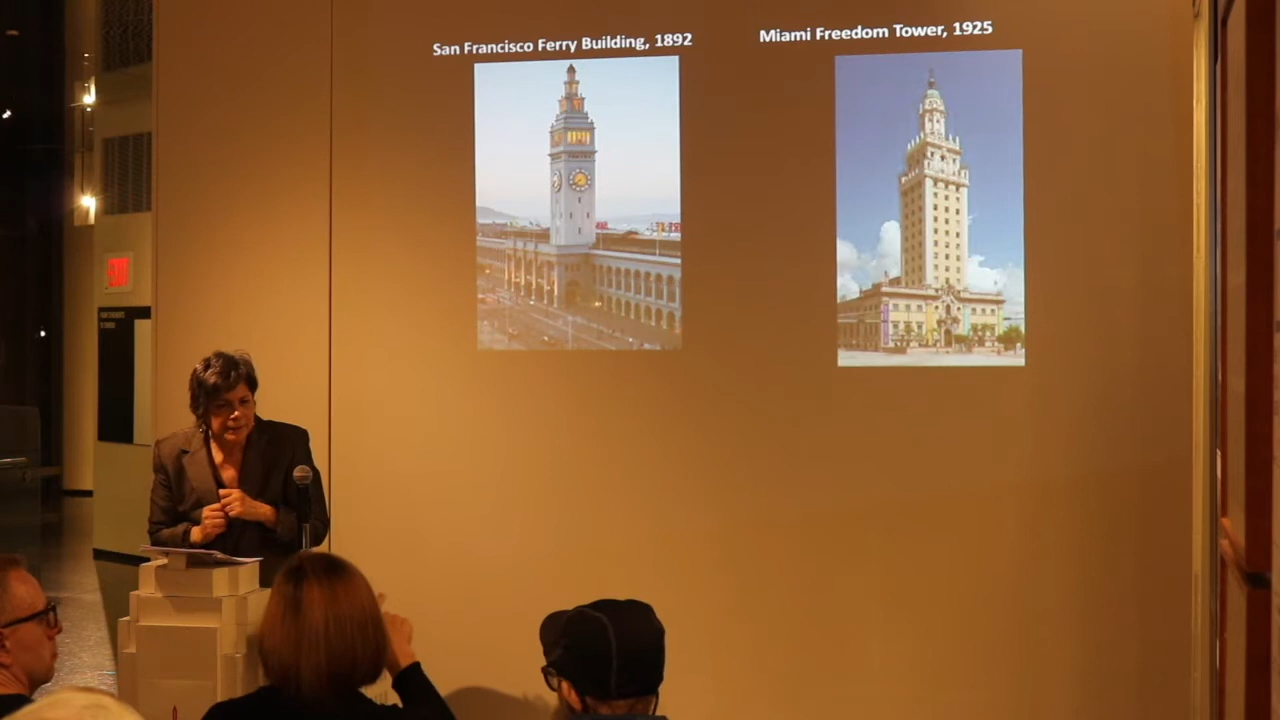 San Francisco Ferry Building, 1892
Miami Freedom Tower, 1925
EXIT